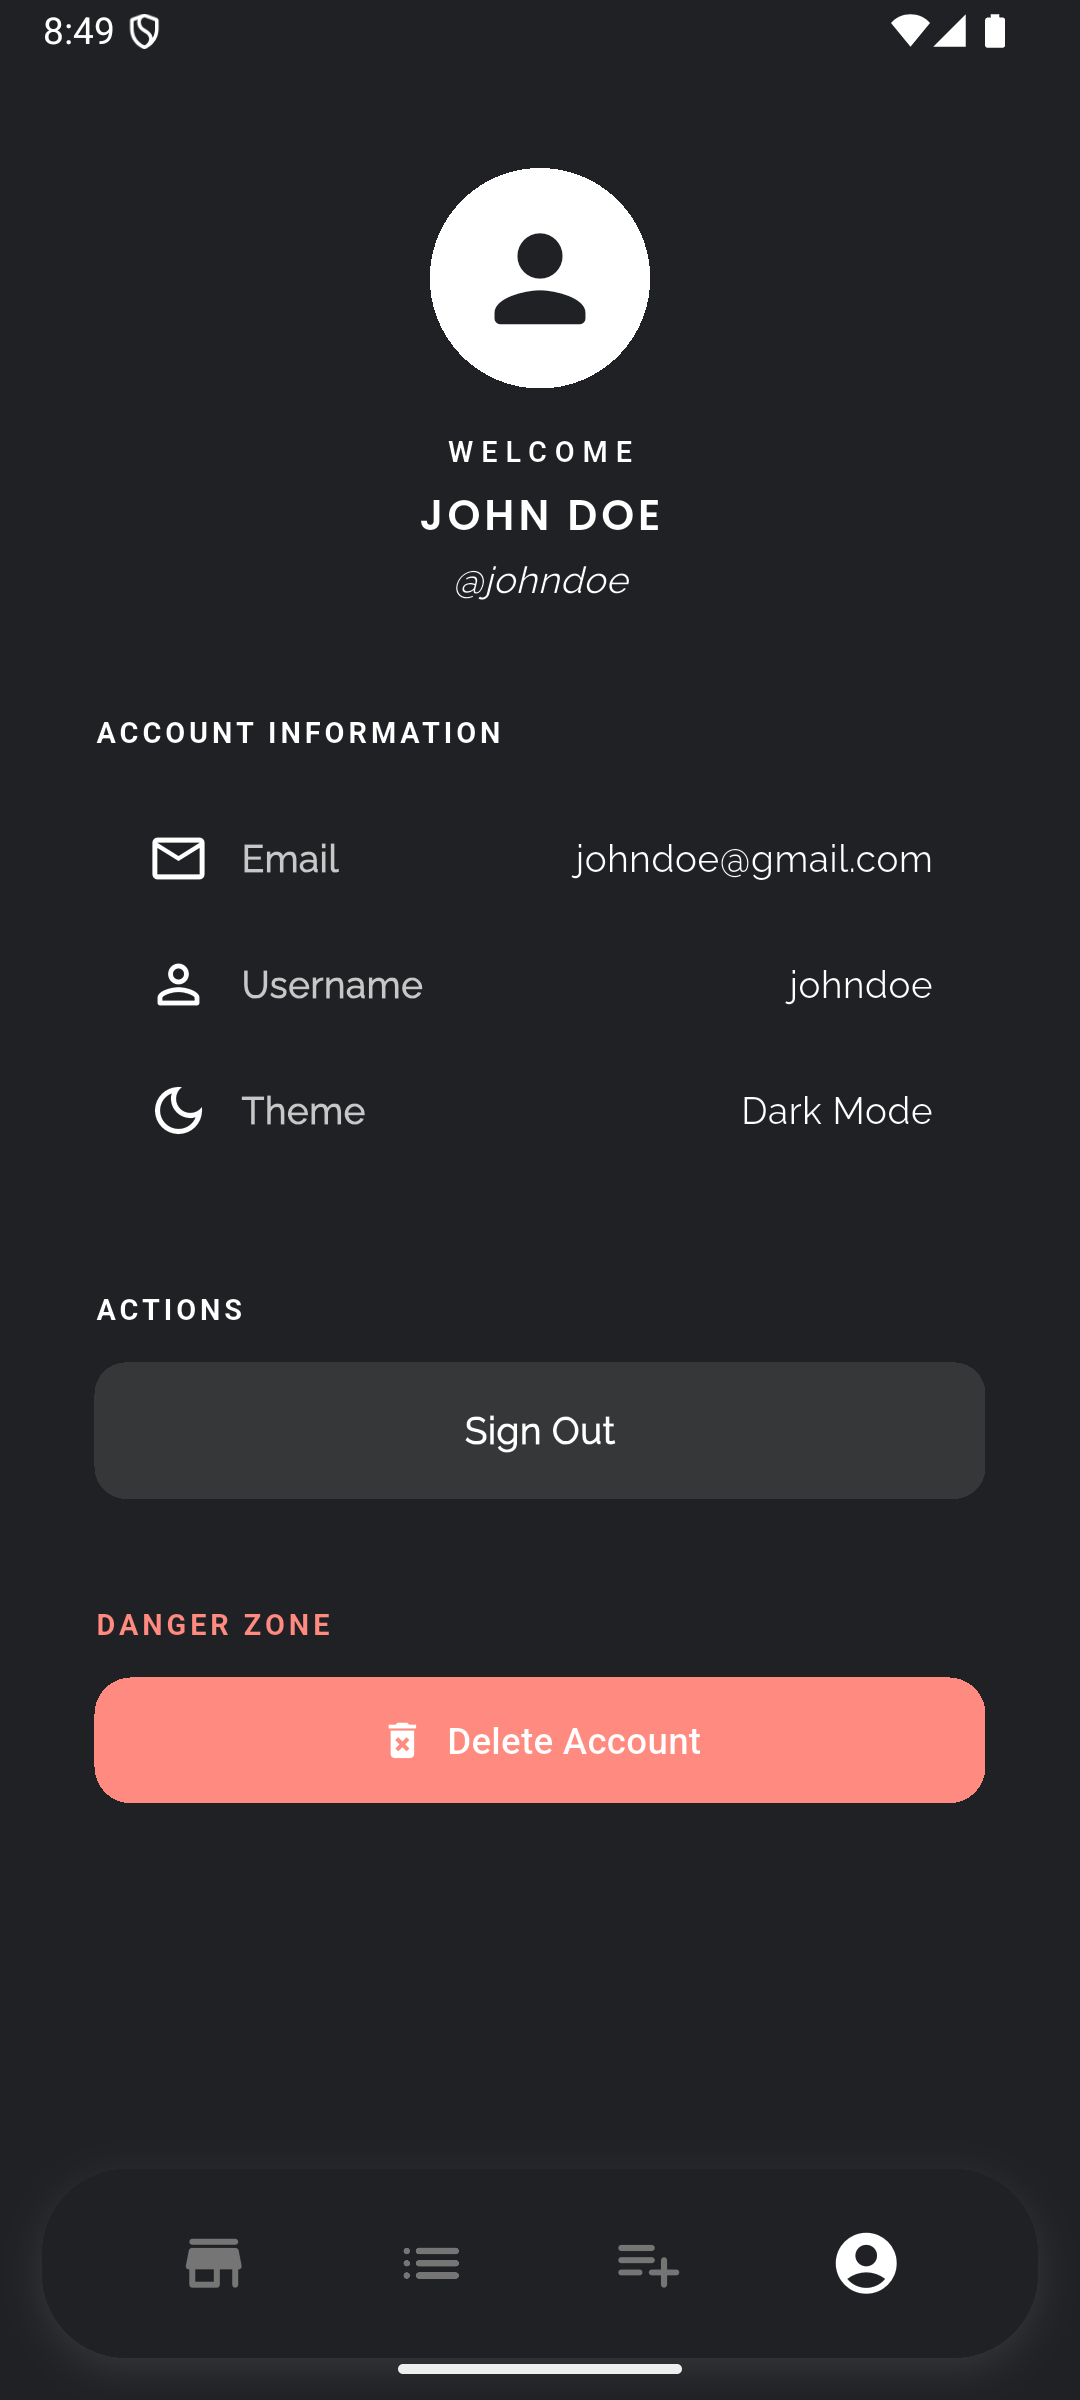 8:49
WELCOME
JOHN DOE
@johndoe
ACCOUNT INFORMATION
Email johndoe@gmail.com
Username johndoe
Theme Dark Mode
ACTIONS
Sign Out
DANGER ZONE
Delete Account